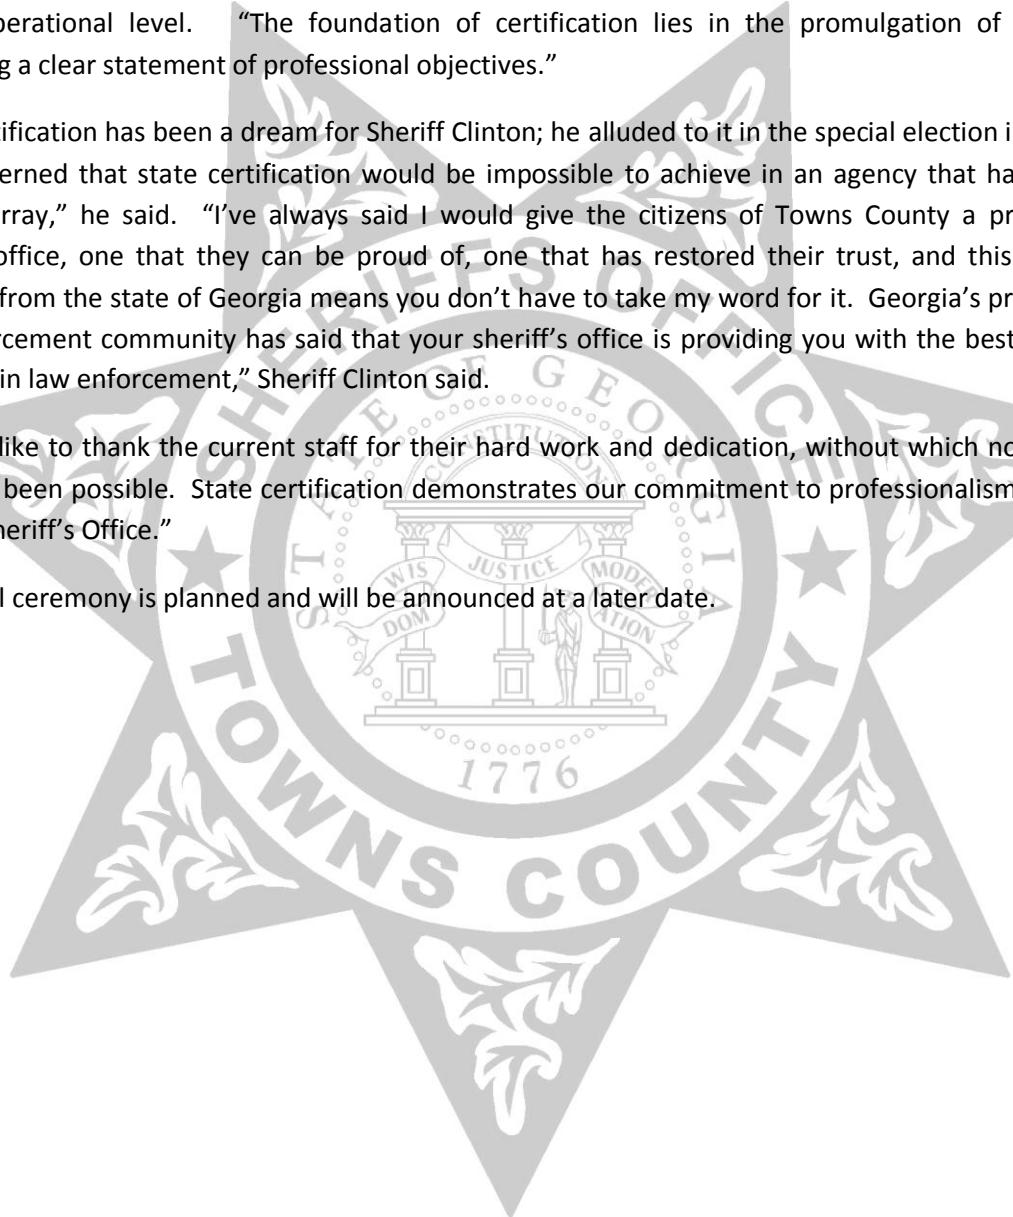 perational level. “The foundation of certification lies in the promulgation of
g a clear statement of professional objectives.”
tification has been a dream for Sheriff Clinton; he alluded to it in the special election i
erned that state certification would be impossible to achieve in an agency that ha
rray,” he said. “I’ve always said I would give the citizens of Towns County a pr
office, one that they can be proud of, one that has restored their trust, and this
from the state of Georgia means you don’t have to take my word for it. Georgia’s pr
rcement community has said that your sheriff’s office is providing you with the best
in law enforcement,” Sheriff Clinton said.
like to thank the current staff for their hard work and dedication, without which no
been possible. State certification demonstrates our commitment to professionalism
heriff’s Office.”
l ceremony is planned and will be announced at a later date.
SHERIFFS OFFICE
STATE OF GEORGIA
CONSTITUTION
WISDOM
JUSTICE
MODERATION
1776
TOWNS COUNTY